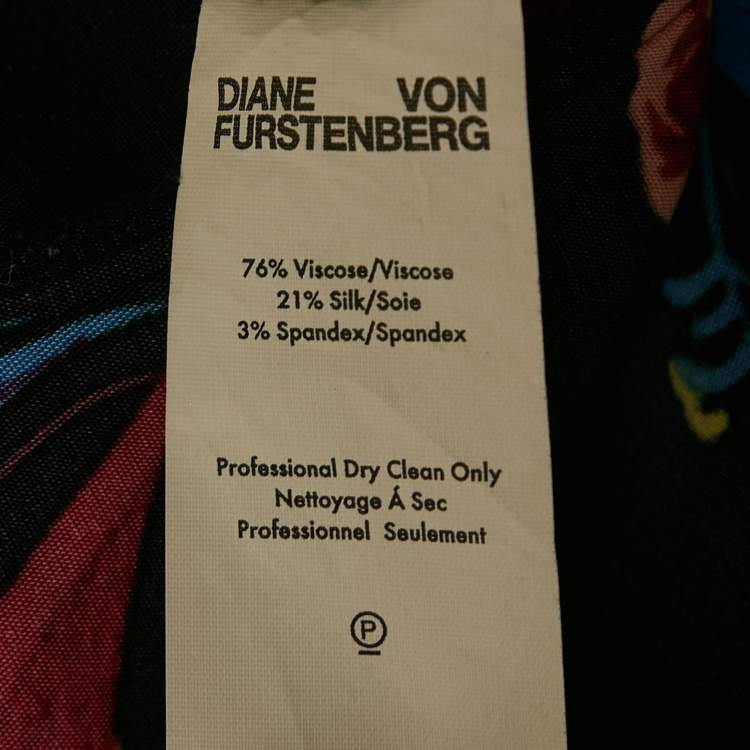 DIANE VON
FURSTENBERG
76% Viscose/Viscose
21% Silk/Soie
3% Spandex/Spandex
Professional Dry Clean Only
Nettoyage Á Sec
Professionnel Seulement
P